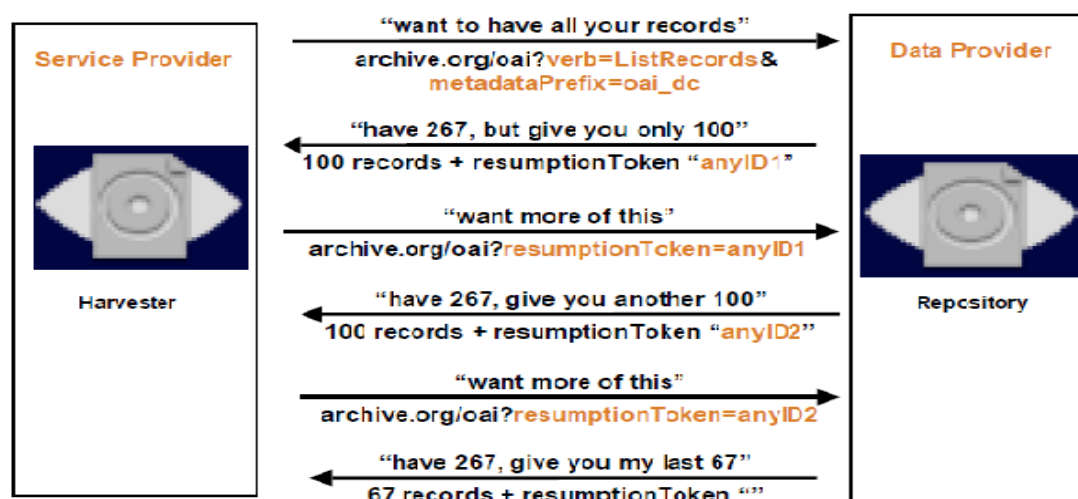 “want to have all your records”
Service Provider
Data Provider
archive.org/oai?verb=ListRecords&
metadataPrefix=oai_dc
“have 267, but give you only 100”
100 records + resumptionToken “anyID1”
“want more of this”
archive.org/oai?resumptionToken=anyID1
Harvester
“have 267, give you another 100”
Repcsitory
100 records + resumptionToken “anyID2”
“want more of this”
archive.org/oai?resumptionToken=anyID2
“have 267, give you my last 67”
67 records + resumptionToken “”